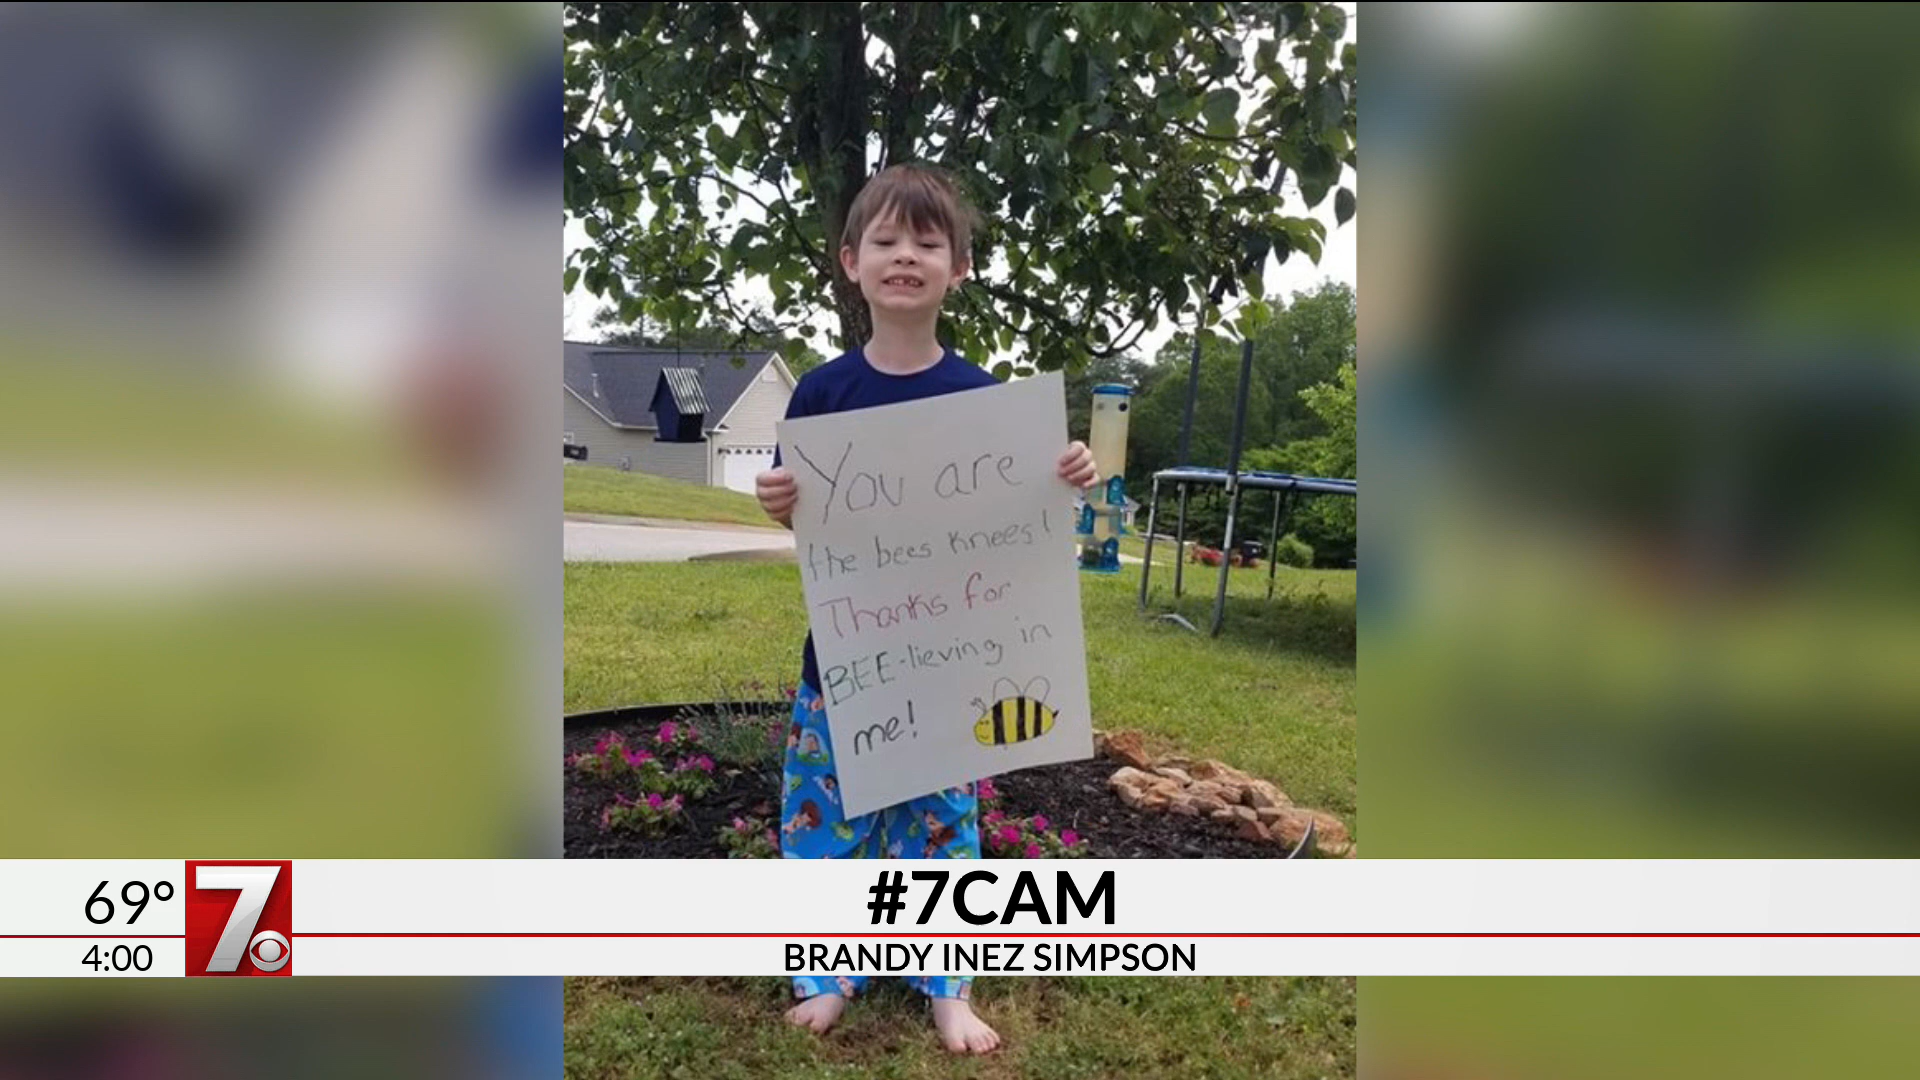 You are
the bees knees!
Thanks for
BEE-lieving in
me!
69°
4:00
7
#7CAM
BRANDY INEZ SIMPSON